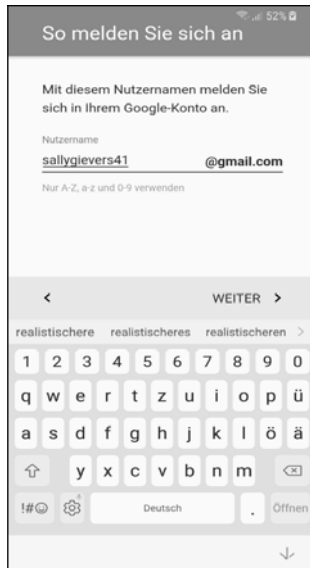 52%
So melden Sie sich an
Mit diesem Nutzernamen melden Sie
sich in Ihrem Google-Konto an.
Nutzername
sallygievers41 @gmail.com
Nur A-Z, a-z und 0-9 verwenden
< WEITER >
realistischere realistischeres realistischeren >
1 2 3 4 5 6 7 8 9 0
q w e r t z u i o p ü
a s d f g h j k l ö ä
y x c v b n m
!#☺ Deutsch . Öffnen